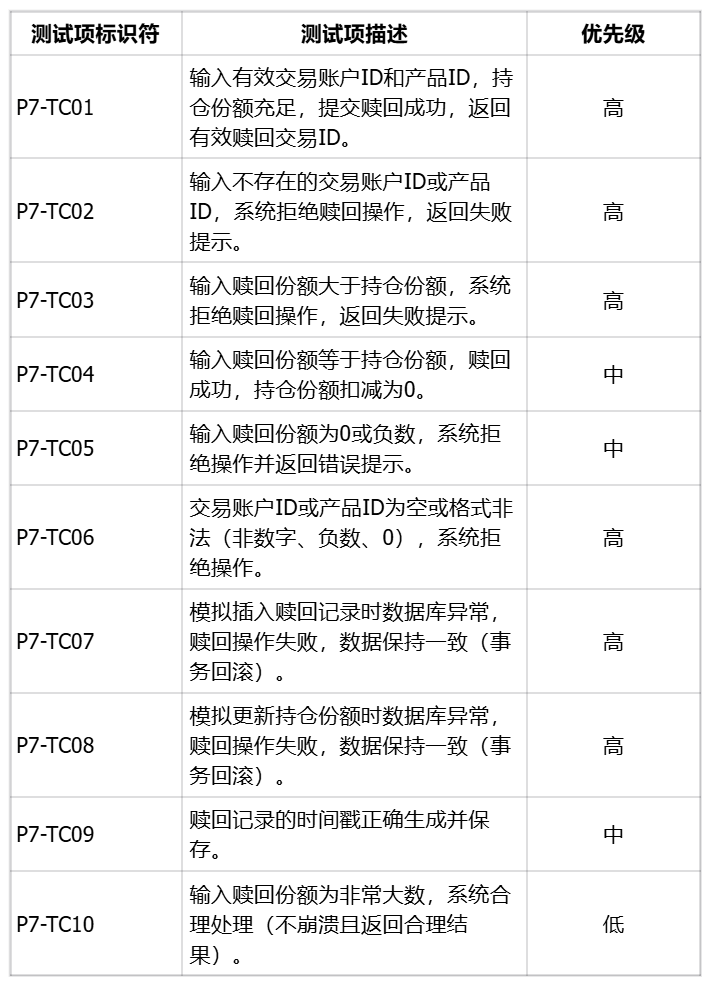 测试项标识符 测试项描述 优先级
P7-TC01
输入有效交易账户ID和产品ID，持
仓份额充足，提交赎回成功，返回
有效赎回交易ID。
高
P7-TC02
输入不存在的交易账户ID或产品
ID，系统拒绝赎回操作，返回失败
提示。
高
P7-TC03
输入赎回份额大于持仓份额，系统
拒绝赎回操作，返回失败提示。
高
P7-TC04
输入赎回份额等于持仓份额，赎回
成功，持仓份额扣减为0。
中
P7-TC05
输入赎回份额为0或负数，系统拒
绝操作并返回错误提示。
中
P7-TC06
交易账户ID或产品ID为空或格式非
法（非数字、负数、0），系统拒
绝操作。
高
P7-TC07
模拟插入赎回记录时数据库异常，
赎回操作失败，数据保持一致（事
务回滚）。
高
P7-TC08
模拟更新持仓份额时数据库异常，
赎回操作失败，数据保持一致（事
务回滚）。
高
P7-TC09
赎回记录的时间戳正确生成并保
存。
中
P7-TC10
输入赎回份额为非常大数，系统合
理处理（不崩溃且返回合理结
果）。
低